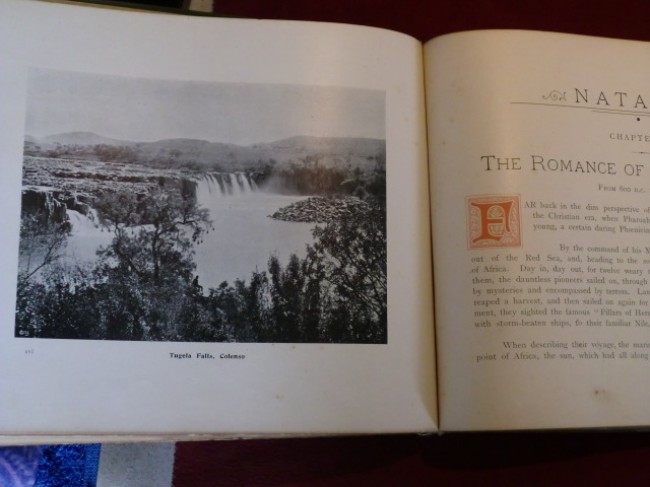 Tugela Falls, Colenso
NATA
CHAPTE
THE ROMANCE OF
FROM 600 B.C.
FAR back in the dim perspective of
the Christian era, when Pharaoh
young, a certain during Phoenicia
By the command of his
out of the Red Sea, and, heading to the
of Africa. Day in, day out, for twelve weary
them, the dauntless pioneers sailed on, through
by mysteries and encompassed by terrors.
reaped a harvest, and then sailed on again for
ment, they sighted the famous "Pillars of Her
with storm-beaten ships, to their familiar Nile,
When describing their voyage, the
point of Africa, the sun, which had all along